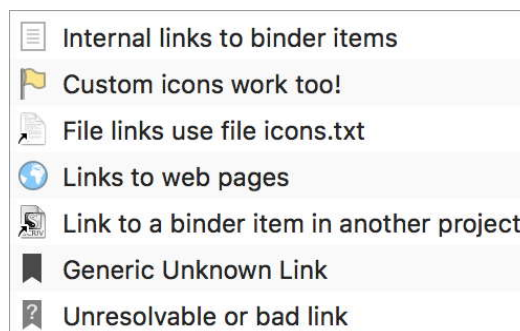 Internal links to binder items
Custom icons work too!
File links use file icons.txt
Links to web pages
Link to a binder item in another project
Generic Unknown Link
? Unresolvable or bad link